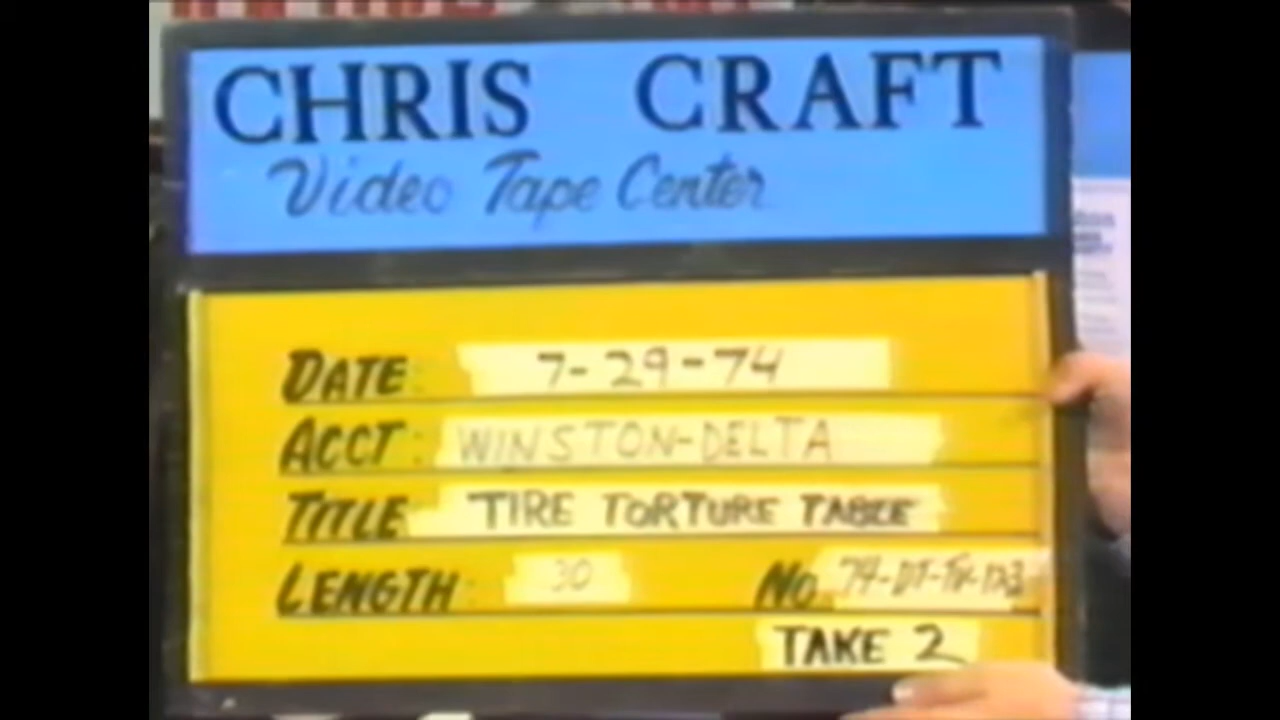 CHRIS CRAFT
Video Tape Center
DATE: 7-29-74
ACCT: WINSTON-DELTA
TITLE: TIRE TORTURE TABLE
LENGTH: 30 No.
TAKE 2